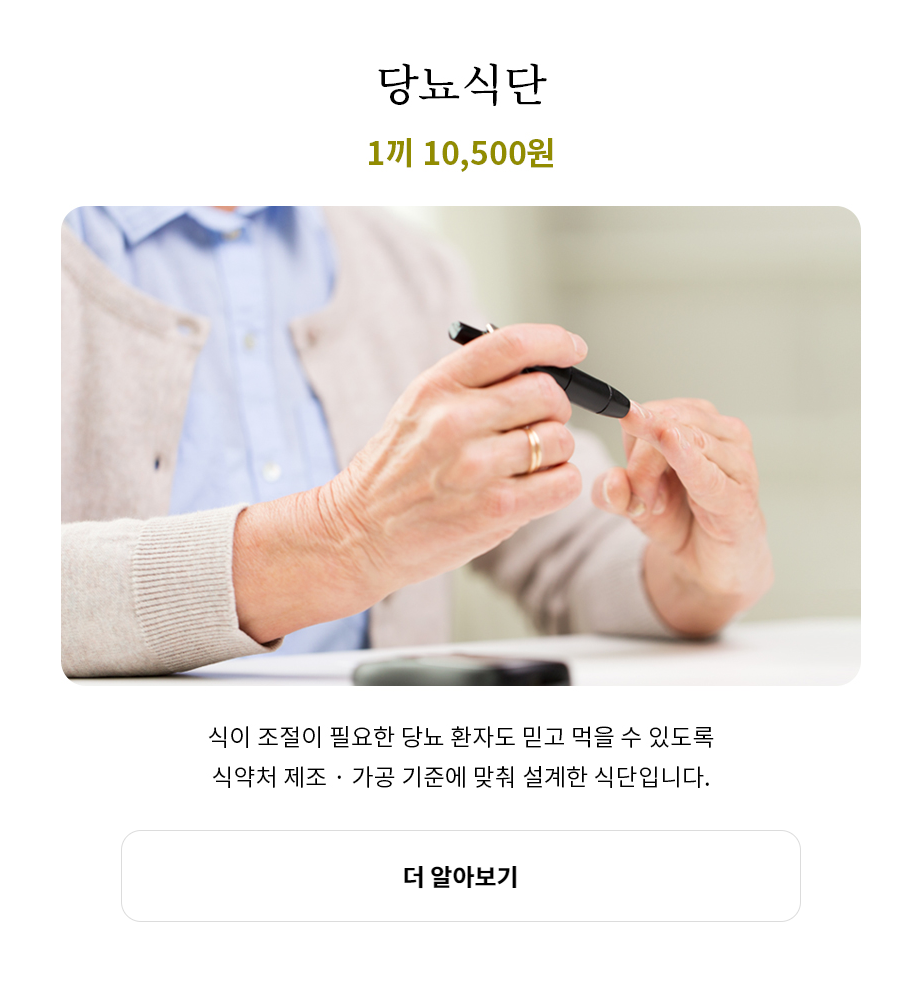 당뇨식단
1끼 10,500원
식이 조절이 필요한 당뇨 환자도 믿고 먹을 수 있도록
식약처 제조 · 가공 기준에 맞춰 설계한 식단입니다.
더 알아보기